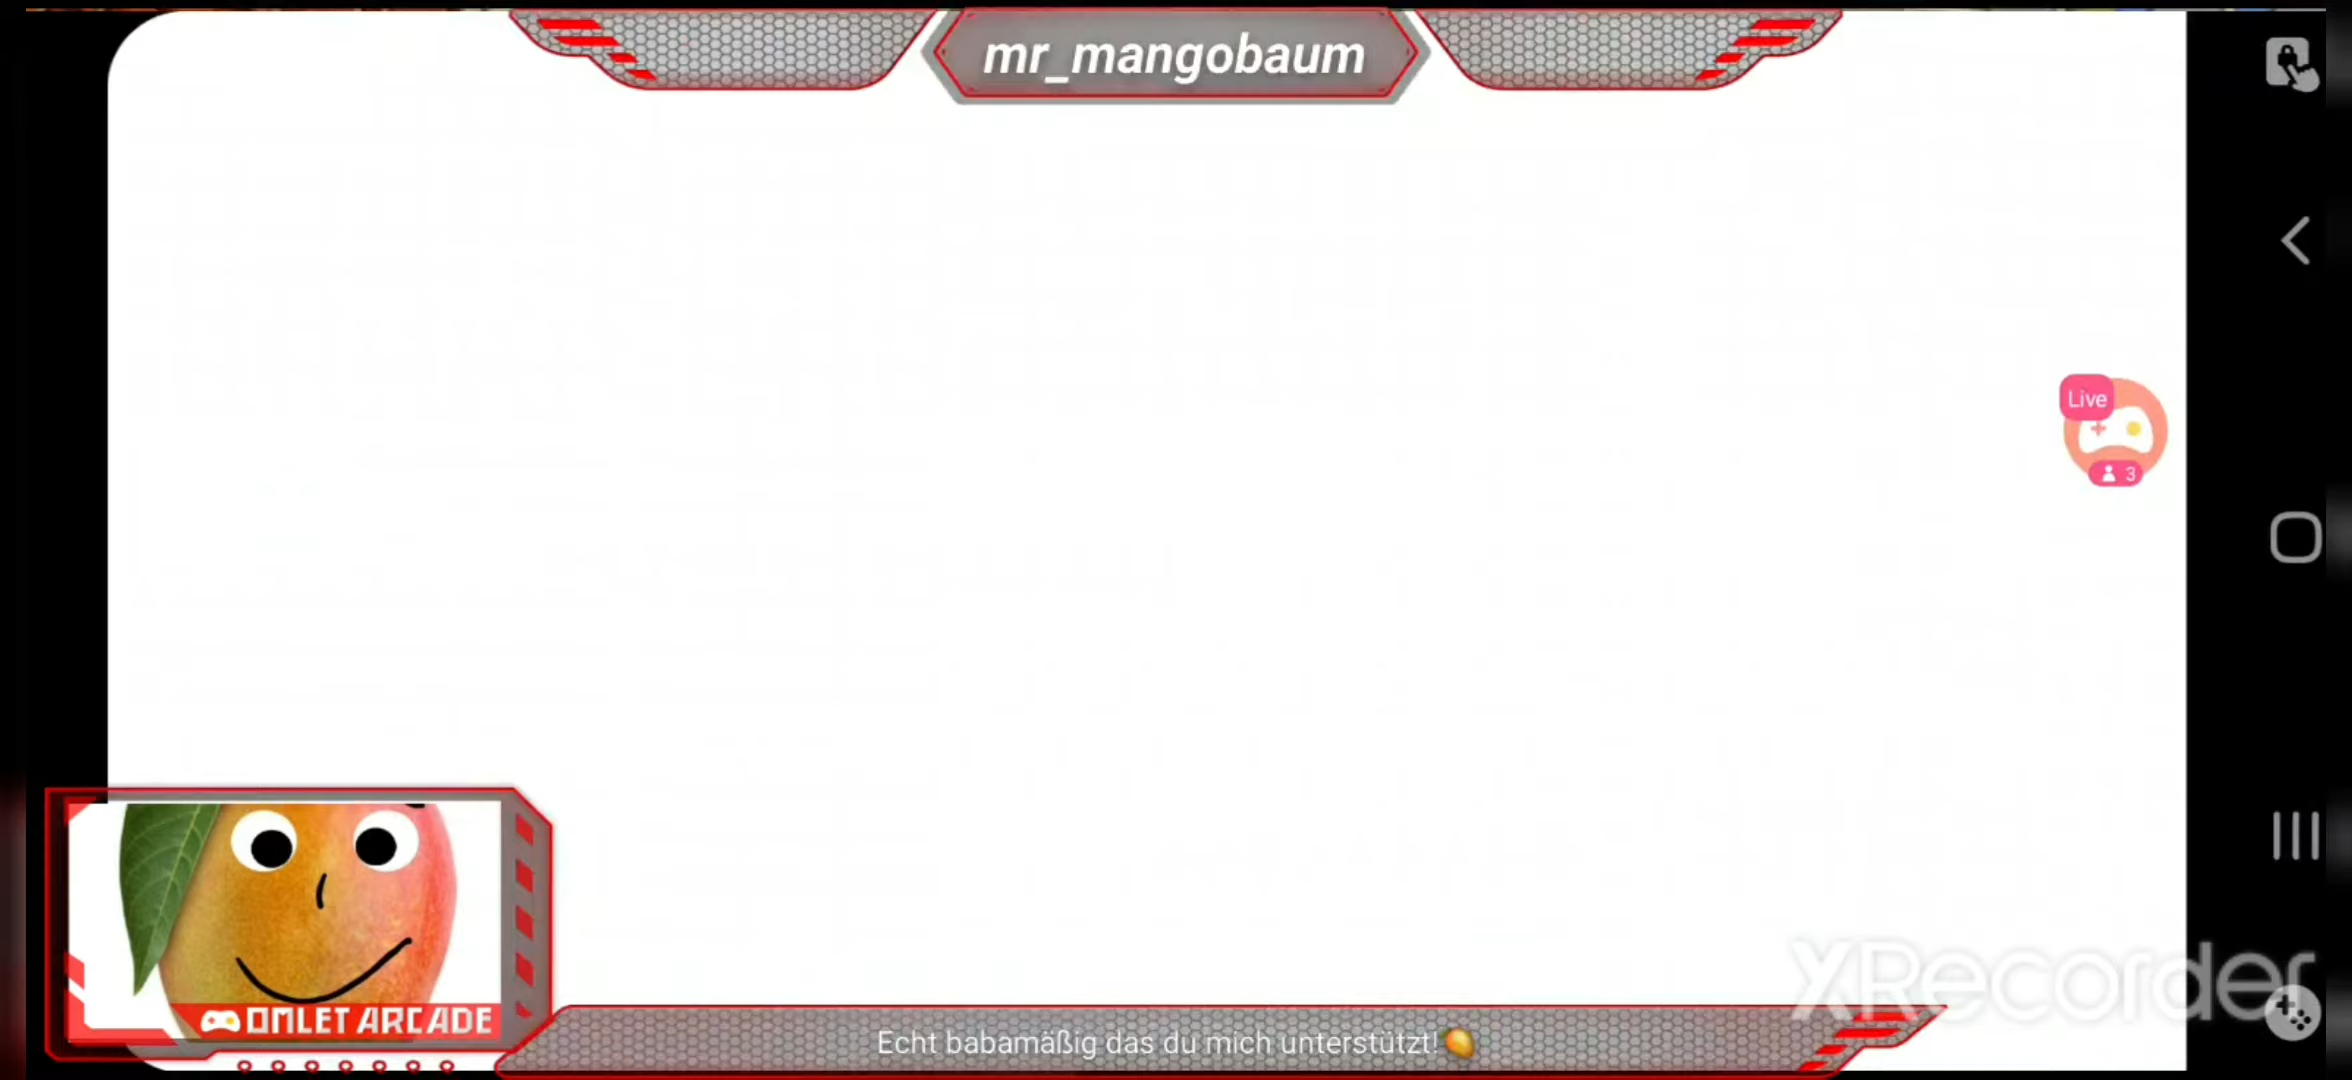 mr_mangobaum
Live
3
OMLET ARCADE
XRecorder
Echt babamäßig das du mich unterstützt!🥭